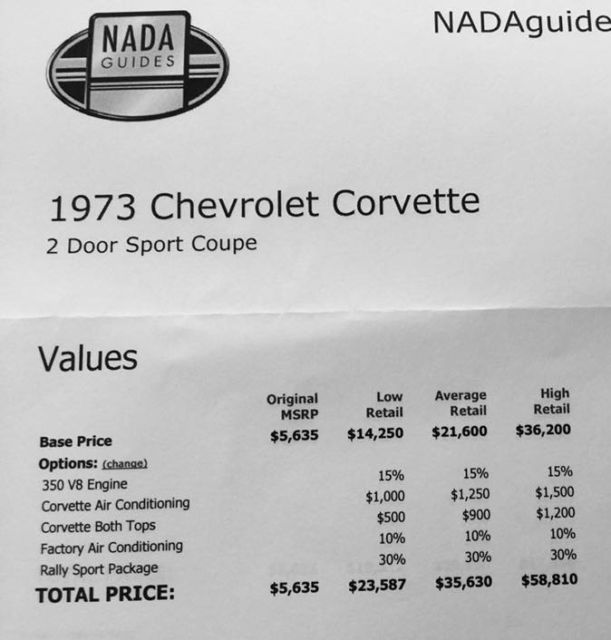 NADA
GUIDES
NADAguide
1973 Chevrolet Corvette
2 Door Sport Coupe
Values
Original MSRP Low Retail Average Retail High Retail
Base Price $5,635 $14,250 $21,600 $36,200
Options: (change)
350 V8 Engine 15% 15% 15%
Corvette Air Conditioning $1,000 $1,250 $1,500
Corvette Both Tops $500 $900 $1,200
Factory Air Conditioning 10% 10% 10%
Rally Sport Package 30% 30% 30%
TOTAL PRICE: $5,635 $23,587 $35,630 $58,810